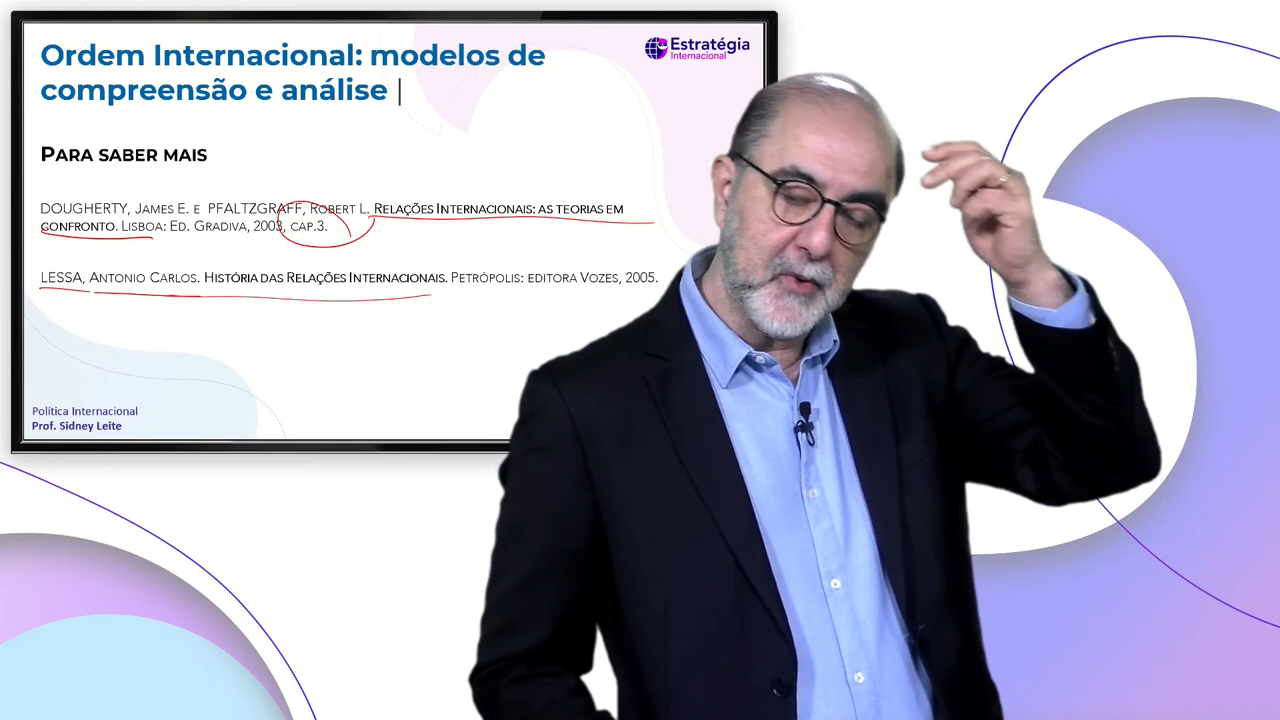 Ordem Internacional: modelos de
compreensão e análise |
Estratégia
Internacional
PARA SABER MAIS
DOUGHERTY, JAMES E. E PFALTZGRAFF, ROBERT L. RELAÇÕES INTERNACIONAIS: AS TEORIAS EM
CONFRONTO. LISBOA: ED. GRADIVA, 2003, CAP.3.
LESSA, ANTONIO CARLOS. HISTÓRIA DAS RELAÇÕES INTERNACIONAIS. PETRÓPOLIS: EDITORA VOZES, 2005.
Política Internacional
Prof. Sidney Leite